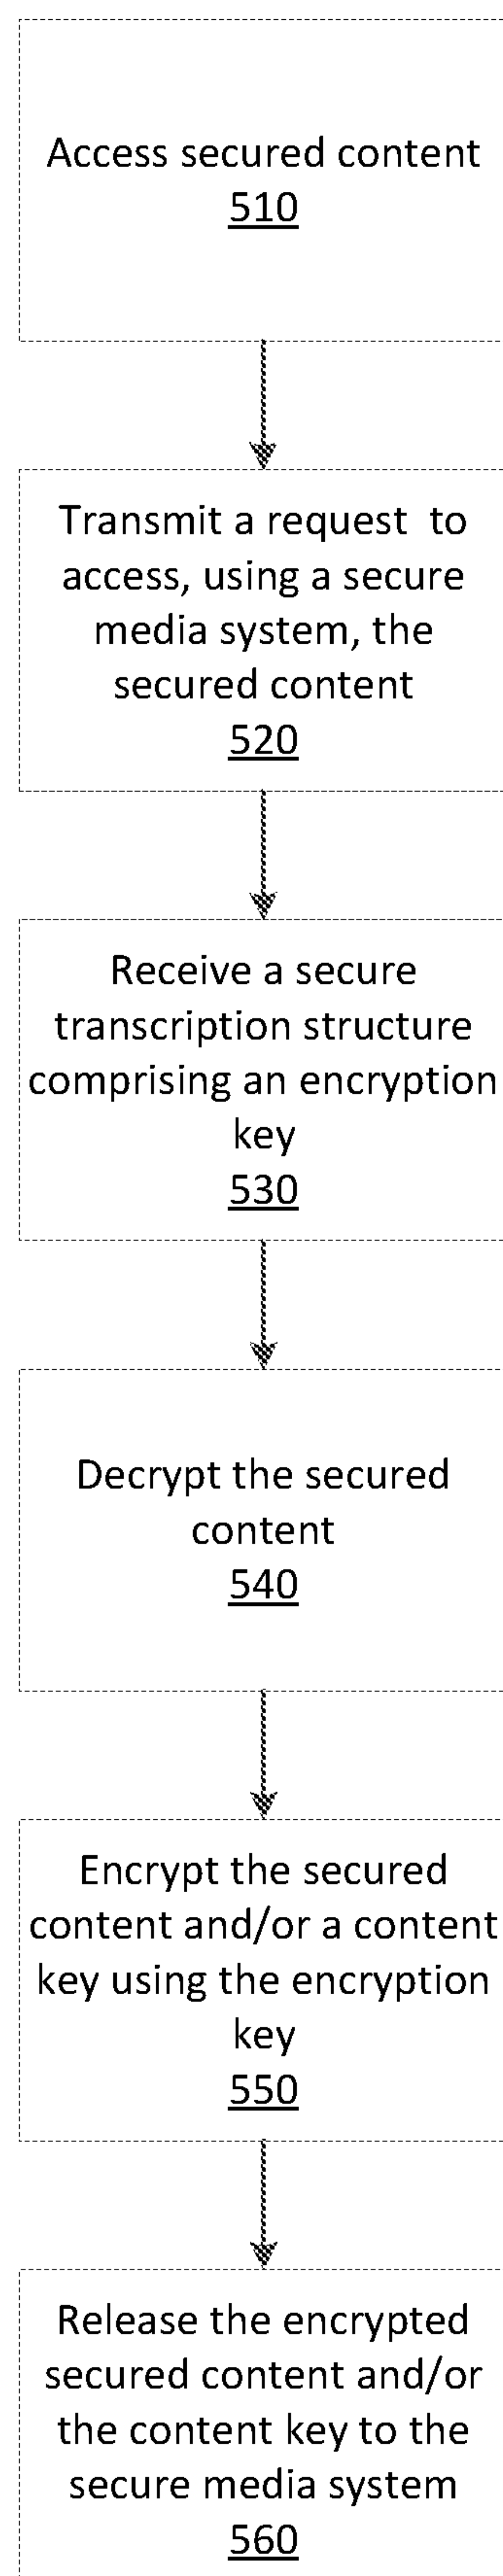 Access secured content
510
Transmit a request to
access, using a secure
media system, the
secured content
520
Receive a secure
transcription structure
comprising an encryption
key
530
Decrypt the secured
content
540
Encrypt the secured
content and/or a content
key using the encryption
key
550
Release the encrypted
secured content and/or
the content key to the
secure media system
560